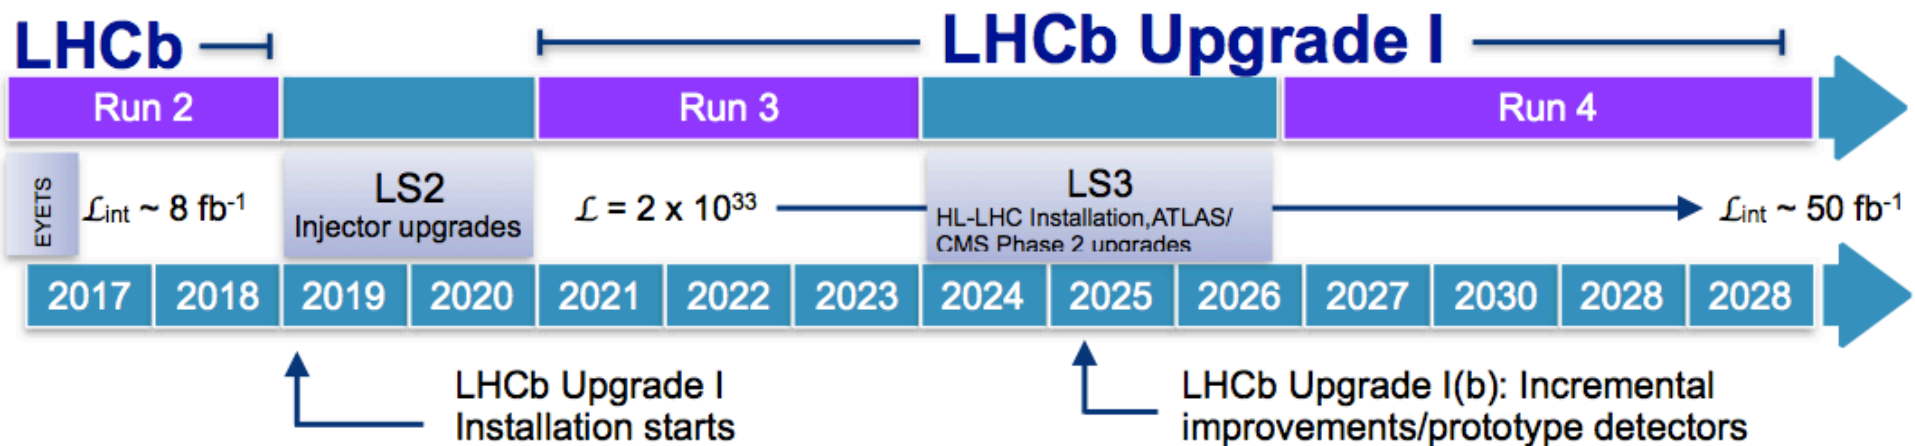 LHCb
LHCb Upgrade I
Run 2
Run 3
Run 4
EYETS
ℒint ~ 8 fb-1
LS2
Injector upgrades
ℒ = 2 x 10³³
LS3
HL-LHC Installation,ATLAS/
CMS Phase 2 upgrades
ℒint ~ 50 fb-1
2017 2018 2019 2020 2021 2022 2023 2024 2025 2026 2027 2030 2028 2028
LHCb Upgrade I
Installation starts
LHCb Upgrade I(b): Incremental
improvements/prototype detectors